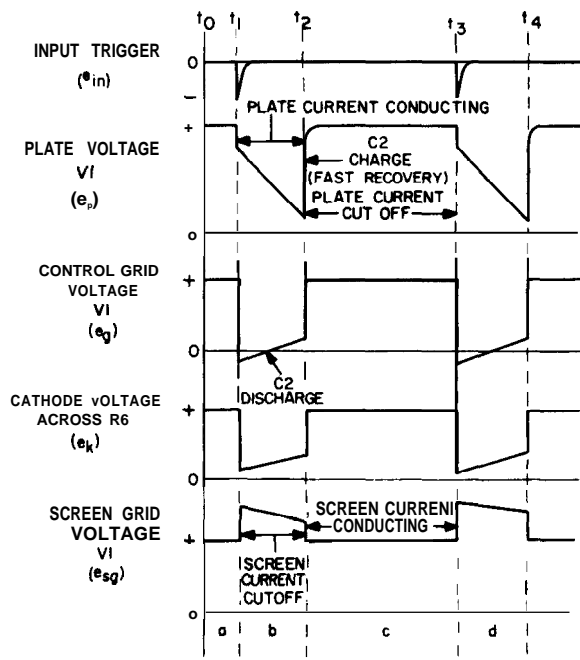 t0 t1 t2 t3 t4
INPUT TRIGGER
(ein)
0
−
PLATE CURRENT CONDUCTING
PLATE VOLTAGE
V1
(ep)
+
C2
CHARGE
(FAST RECOVERY)
PLATE CURRENT
CUT OFF
0
CONTROL GRID
VOLTAGE
V1
(eg)
+
0
C2
DISCHARGE
CATHODE VOLTAGE
ACROSS R6
(ek)
+
0
SCREEN GRID
VOLTAGE
V1
(esg)
+
SCREEN CURRENI
CONDUCTING
SCREEN
CURRENT
CUTOFF
0
a b c d